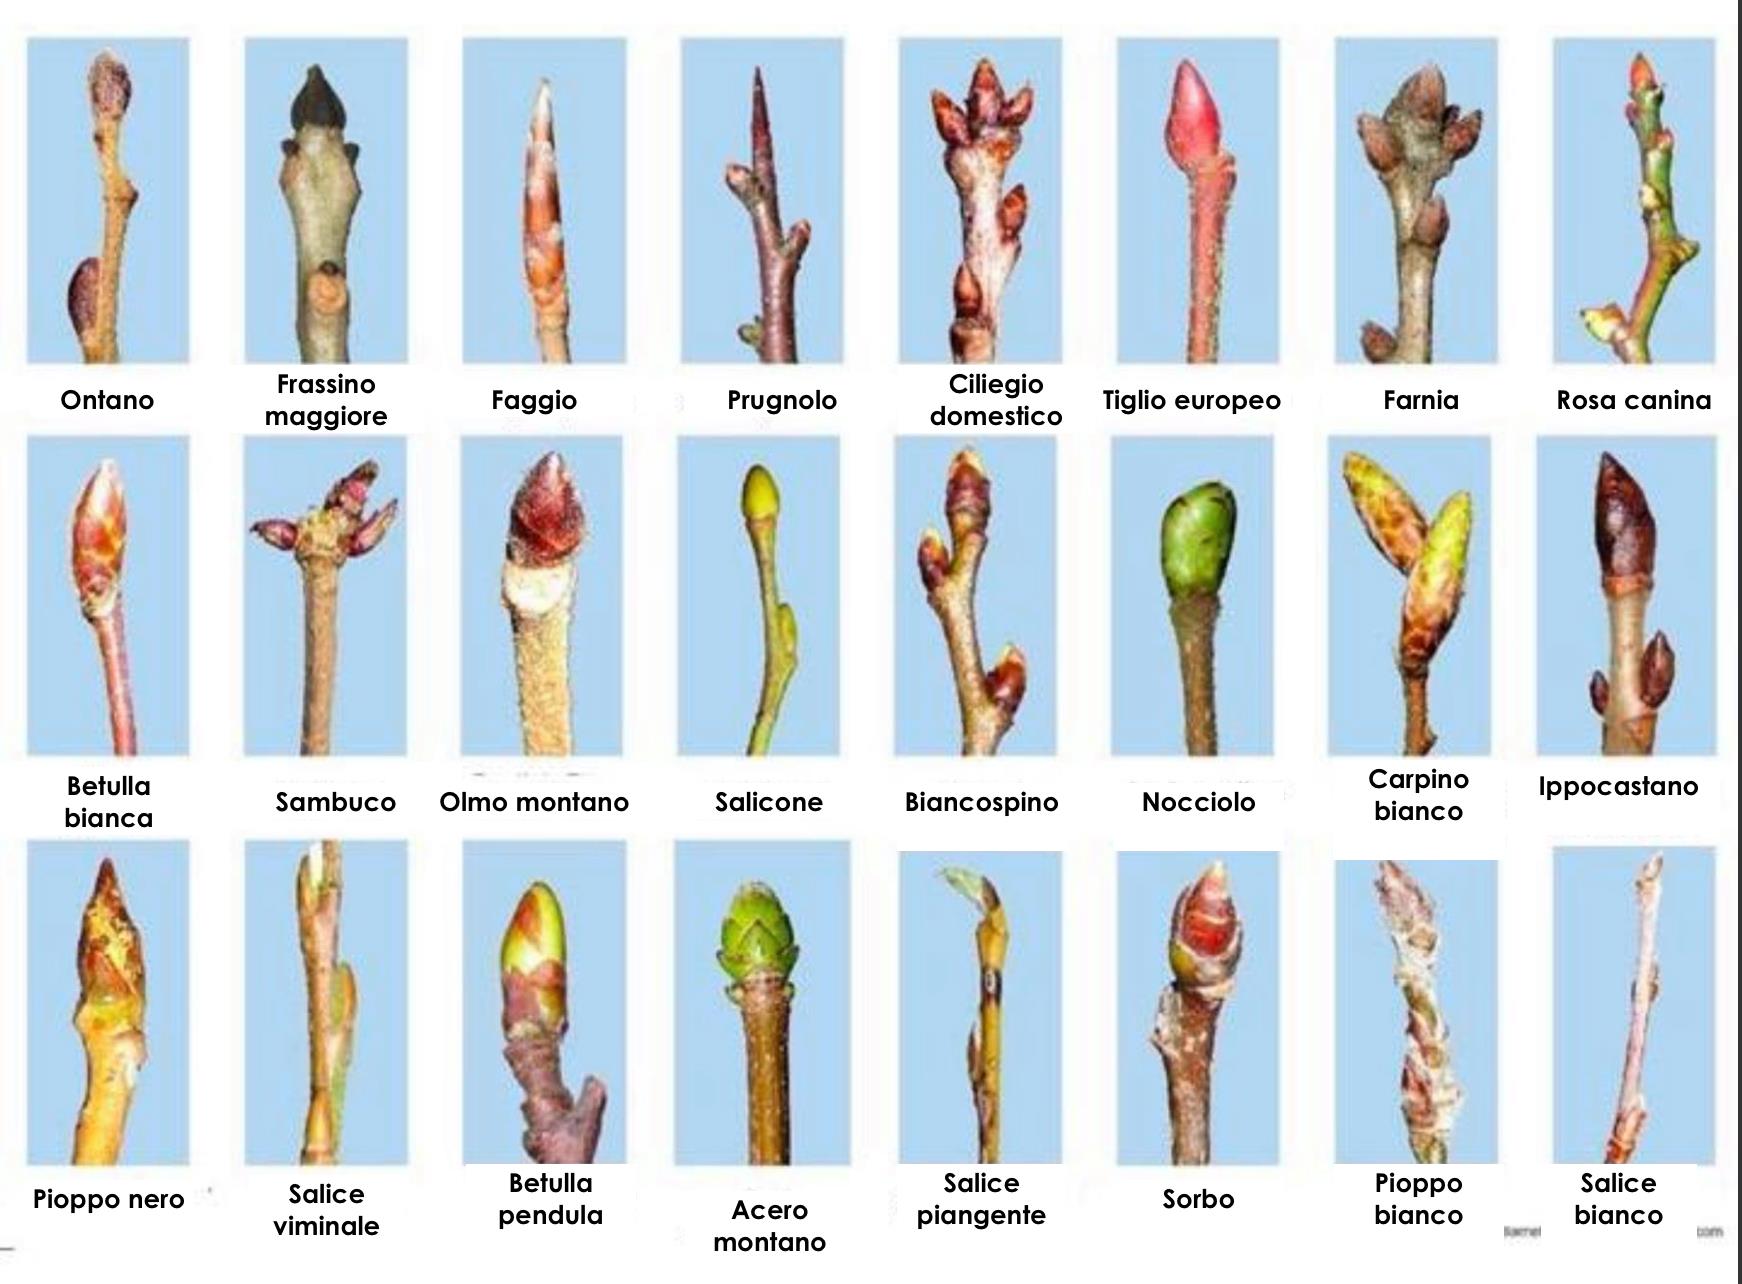 Ontano
Frassino
maggiore
Faggio
Prugnolo
Ciliegio
domestico
Tiglio europeo
Farnia
Rosa canina
Betulla
bianca
Sambuco
Olmo montano
Salicone
Biancospino
Nocciolo
Carpino
bianco
Ippocastano
Pioppo nero
Salice
viminale
Betulla
pendula
Acero
montano
Salice
piangente
Sorbo
Pioppo
bianco
Salice
bianco
com